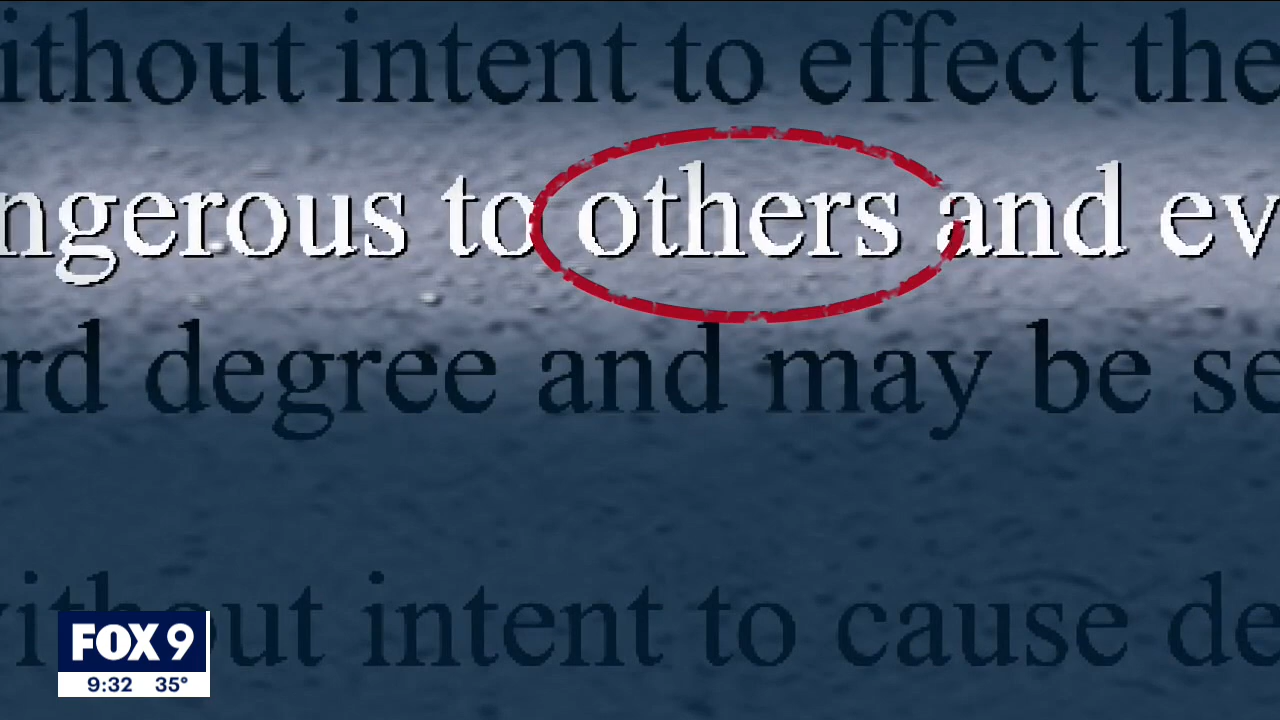 ithout intent to effect the
ngerous to others and ev
rd degree and may be se
ithout intent to cause de
FOX 9
9:32 35°